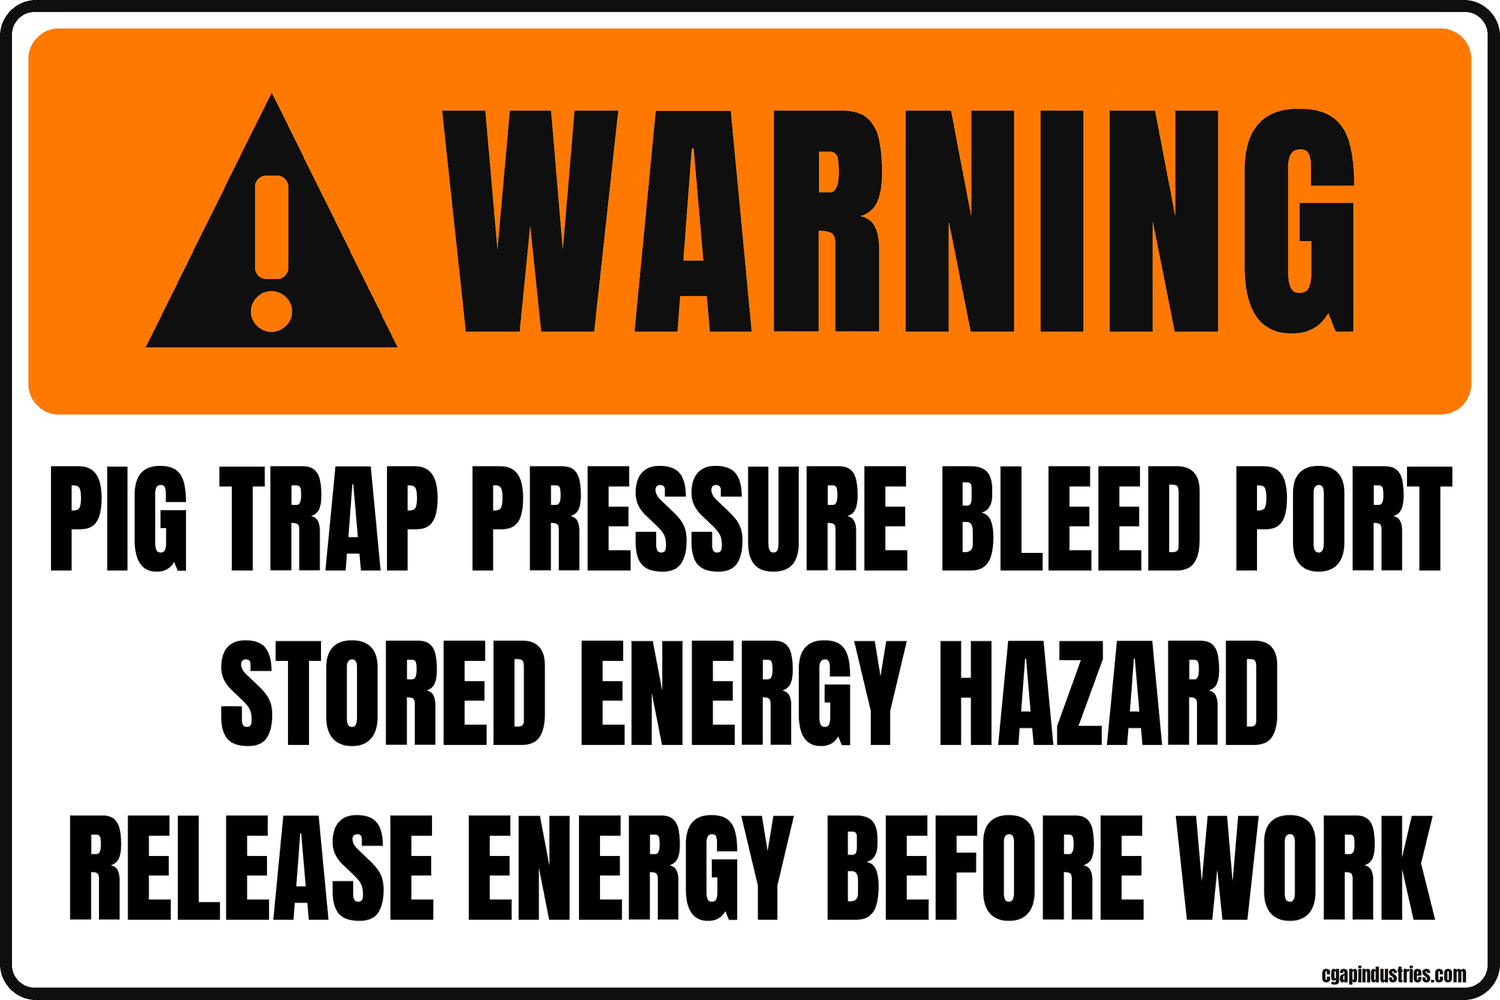 WARNING
PIG TRAP PRESSURE BLEED PORT
STORED ENERGY HAZARD
RELEASE ENERGY BEFORE WORK
cgapindustries.com